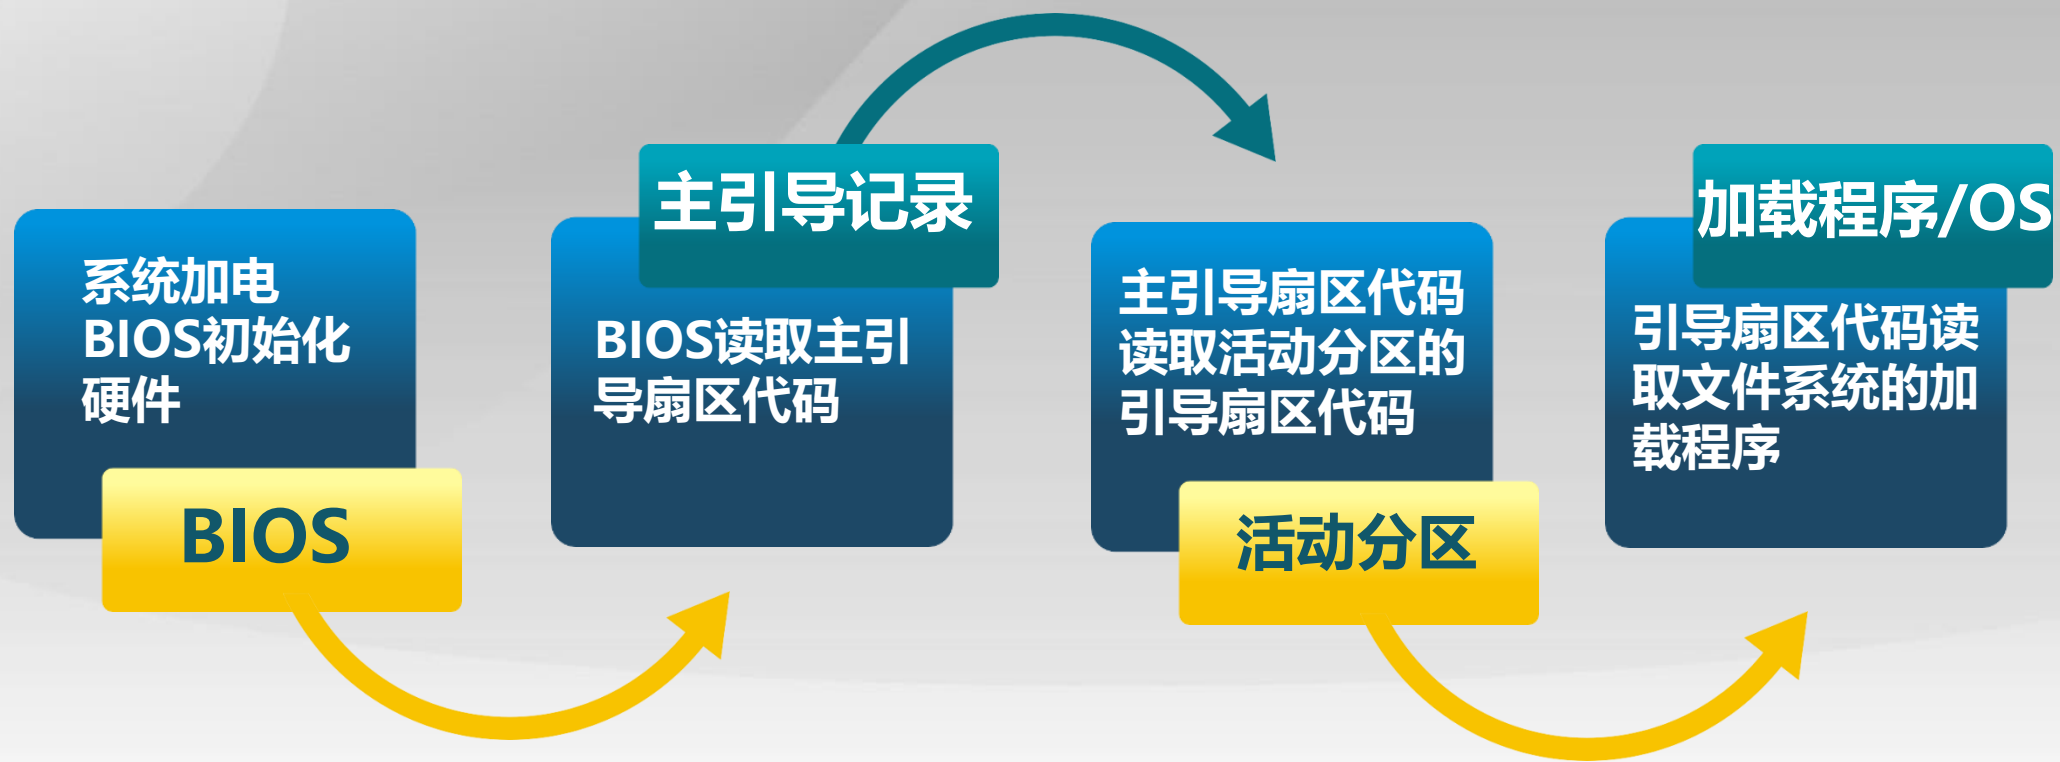 系统加电
BIOS初始化
硬件
BIOS
主引导记录
BIOS读取主引
导扇区代码
主引导扇区代码
读取活动分区的
引导扇区代码
活动分区
加载程序/OS
引导扇区代码读
取文件系统的加
载程序